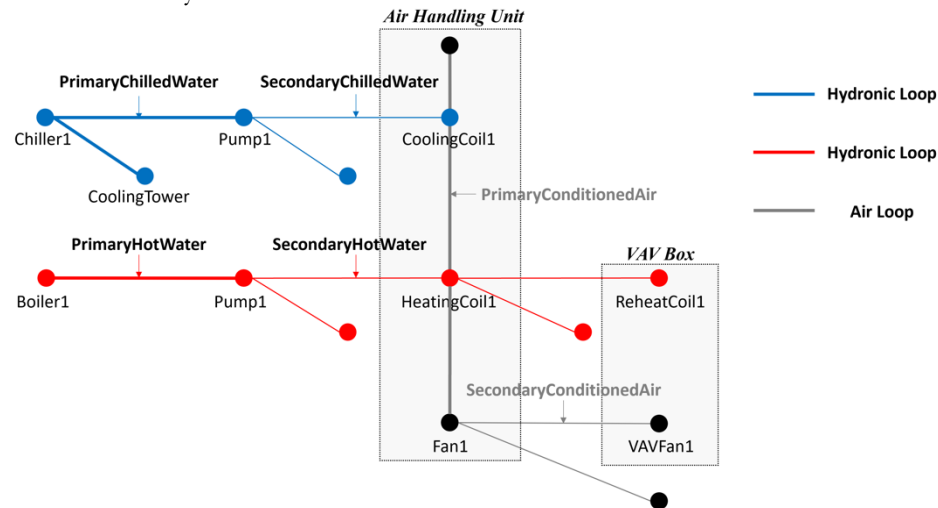 Air Handling Unit
PrimaryChilledWater
SecondaryChilledWater
Hydronic Loop
Chiller1
Pump1
CoolingCoil1
Hydronic Loop
CoolingTower
PrimaryConditionedAir
Air Loop
PrimaryHotWater
SecondaryHotWater
VAV Box
Boiler1
Pump1
HeatingCoil1
ReheatCoil1
SecondaryConditionedAir
Fan1
VAVFan1